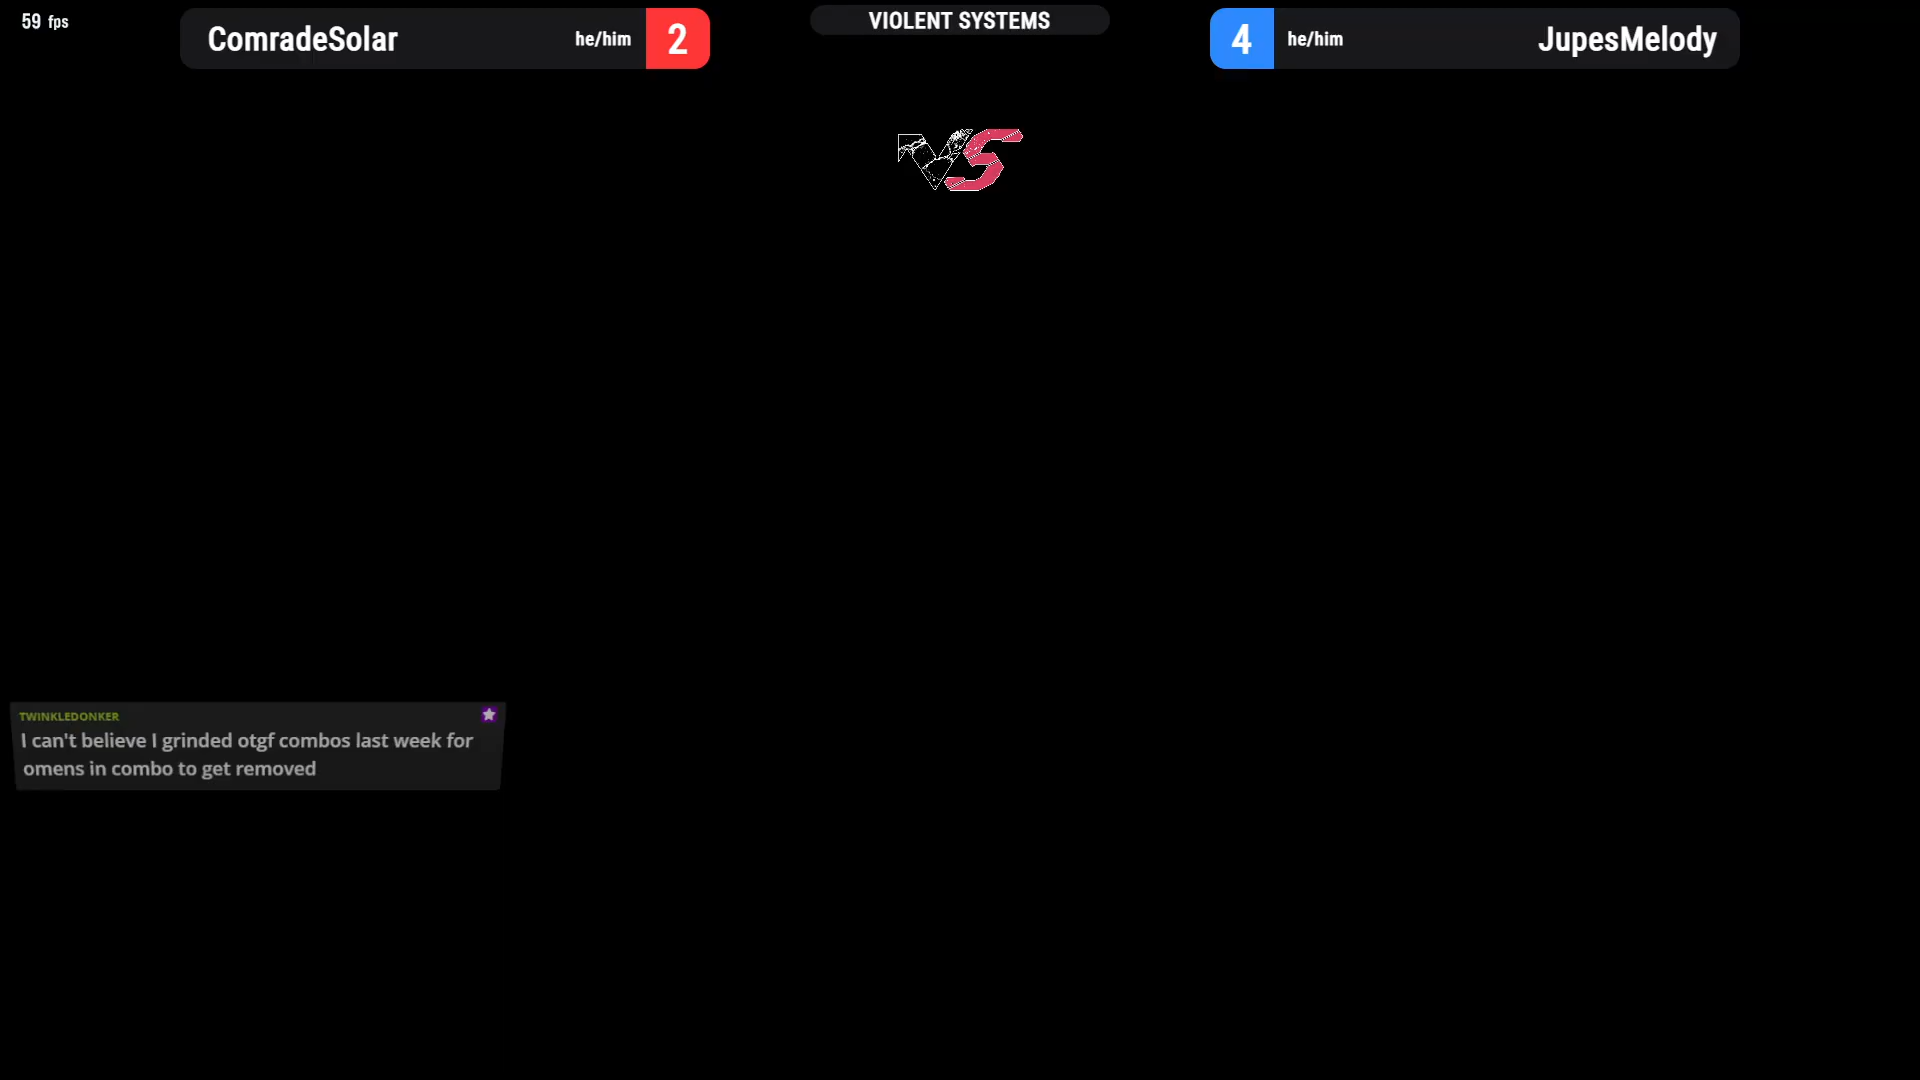 59 fps
ComradeSolar he/him 2
VIOLENT SYSTEMS
4 he/him JupesMelody
VS
TWINKLEDONKER
I can't believe I grinded otgf combos last week for
omens in combo to get removed